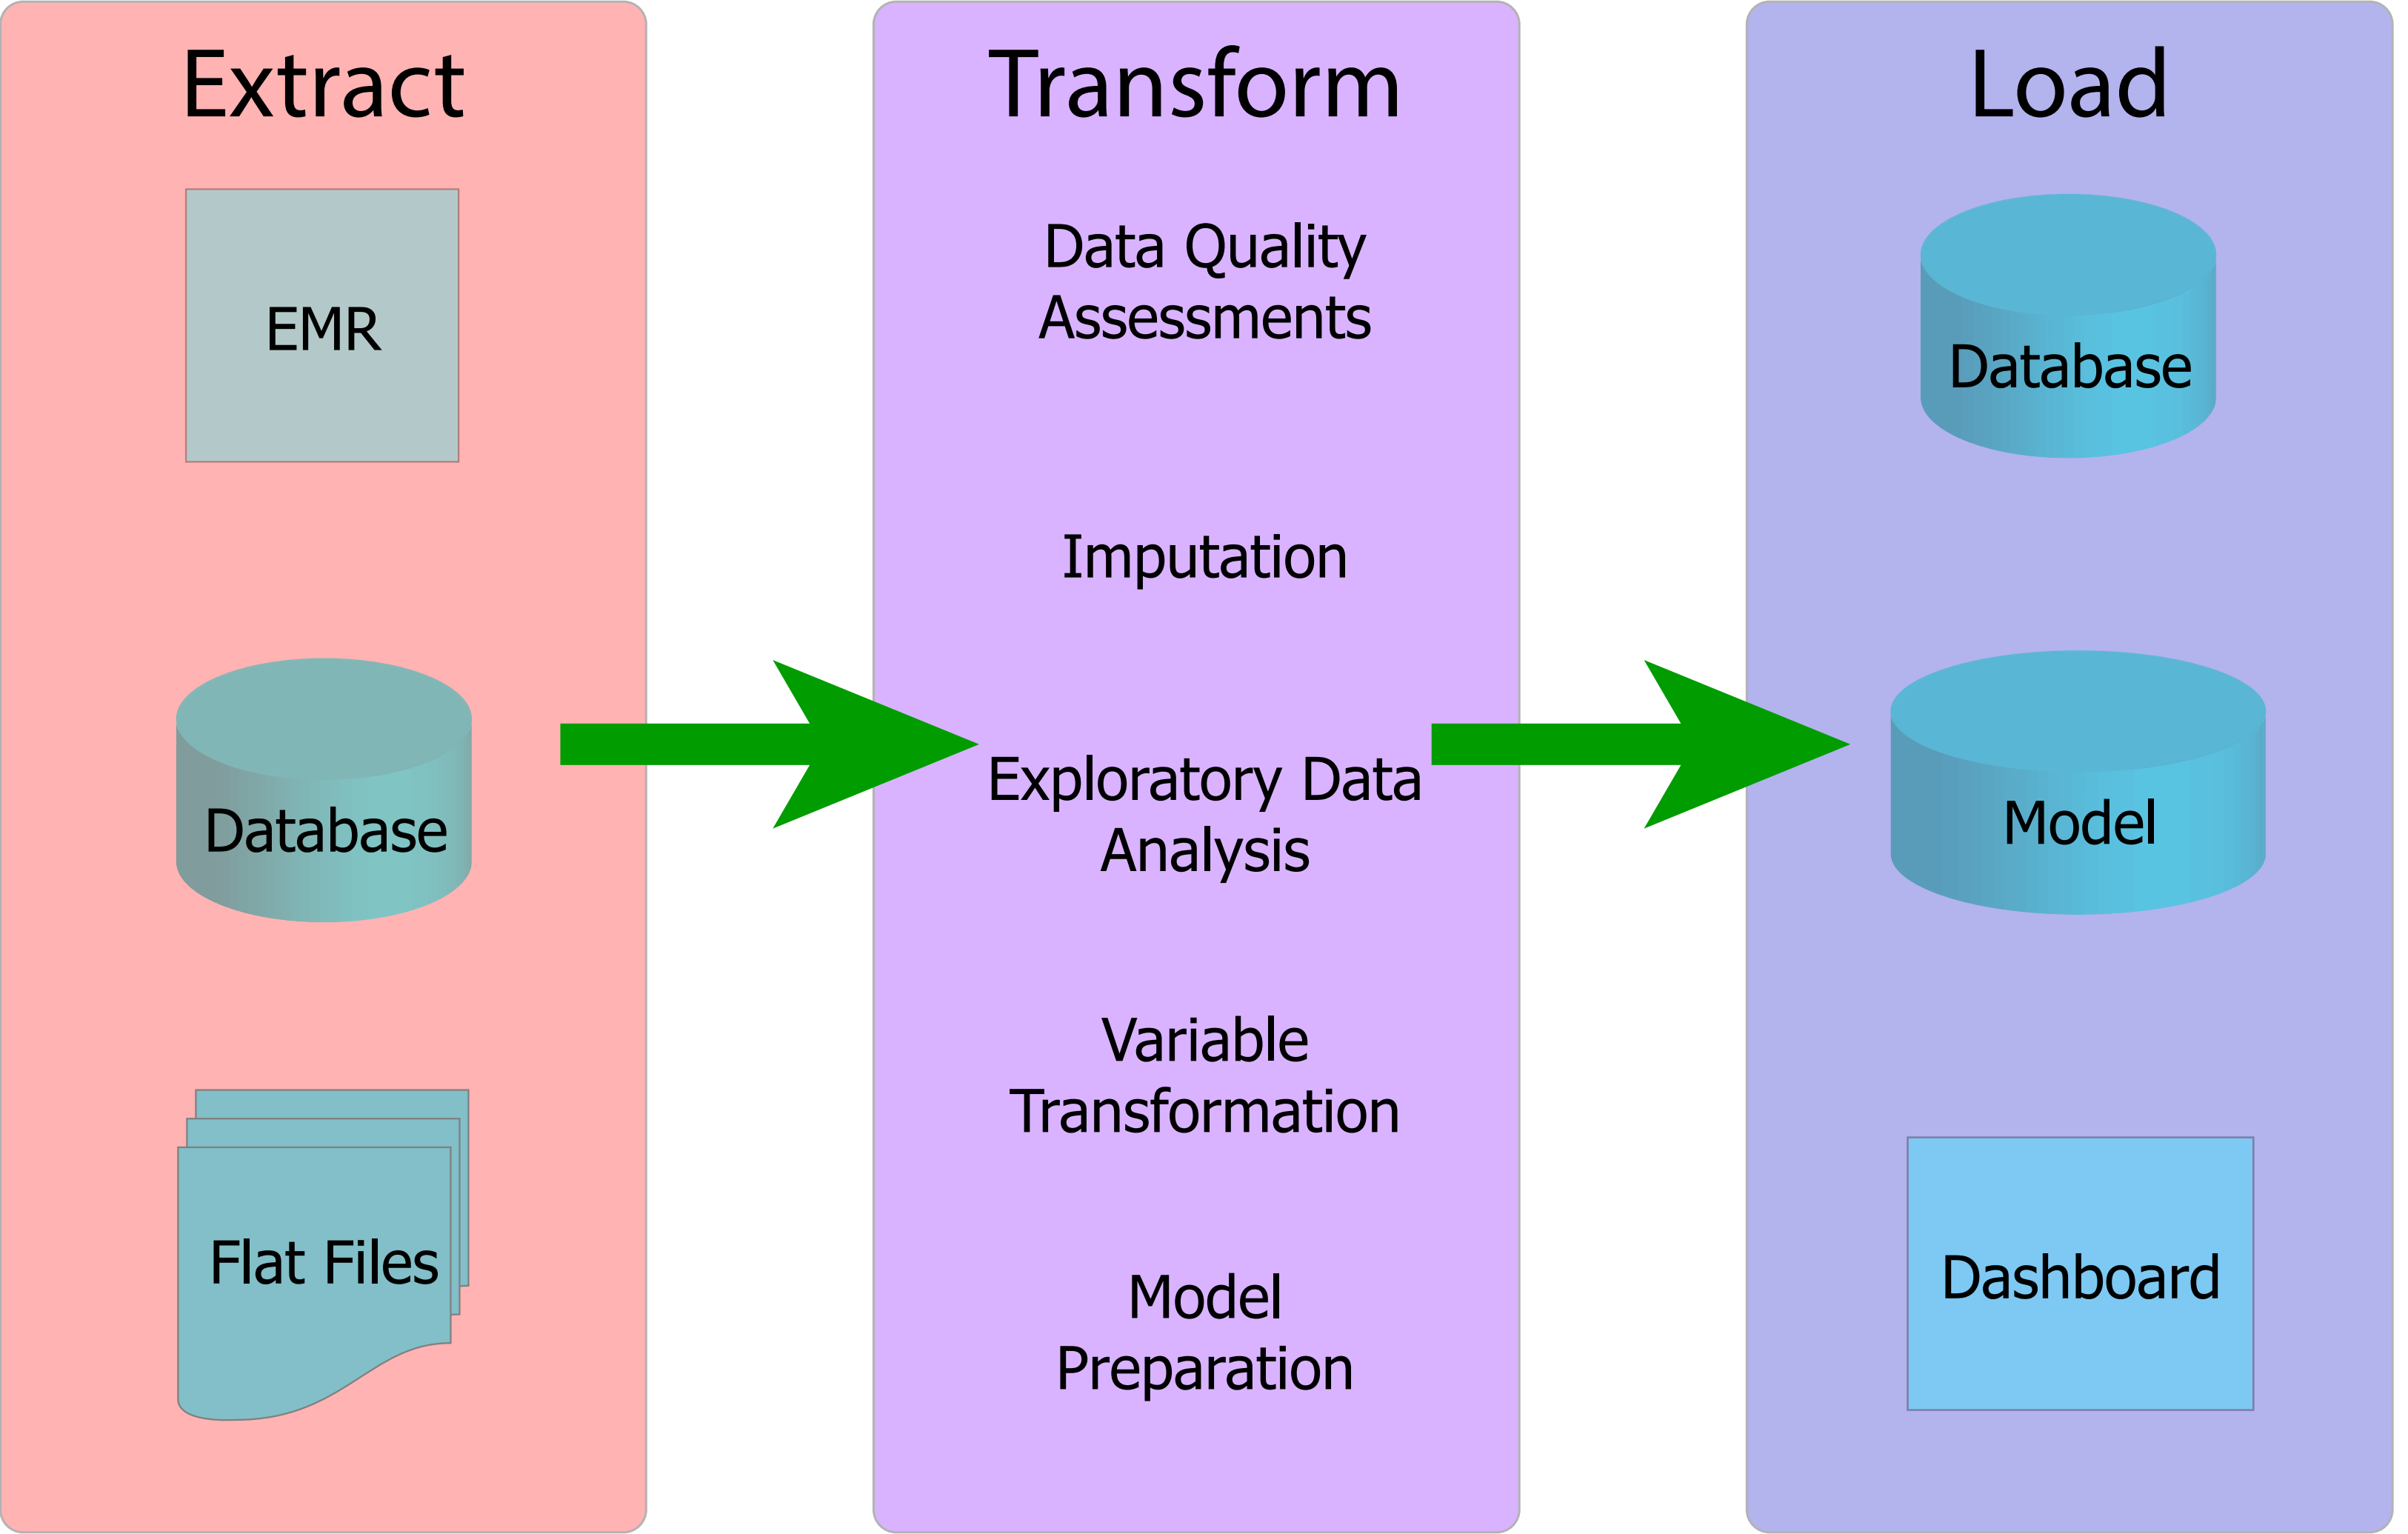 Extract
EMR
Database
Flat Files
Transform
Data Quality
Assessments
Imputation
Exploratory Data
Analysis
Variable
Transformation
Model
Preparation
Load
Database
Model
Dashboard